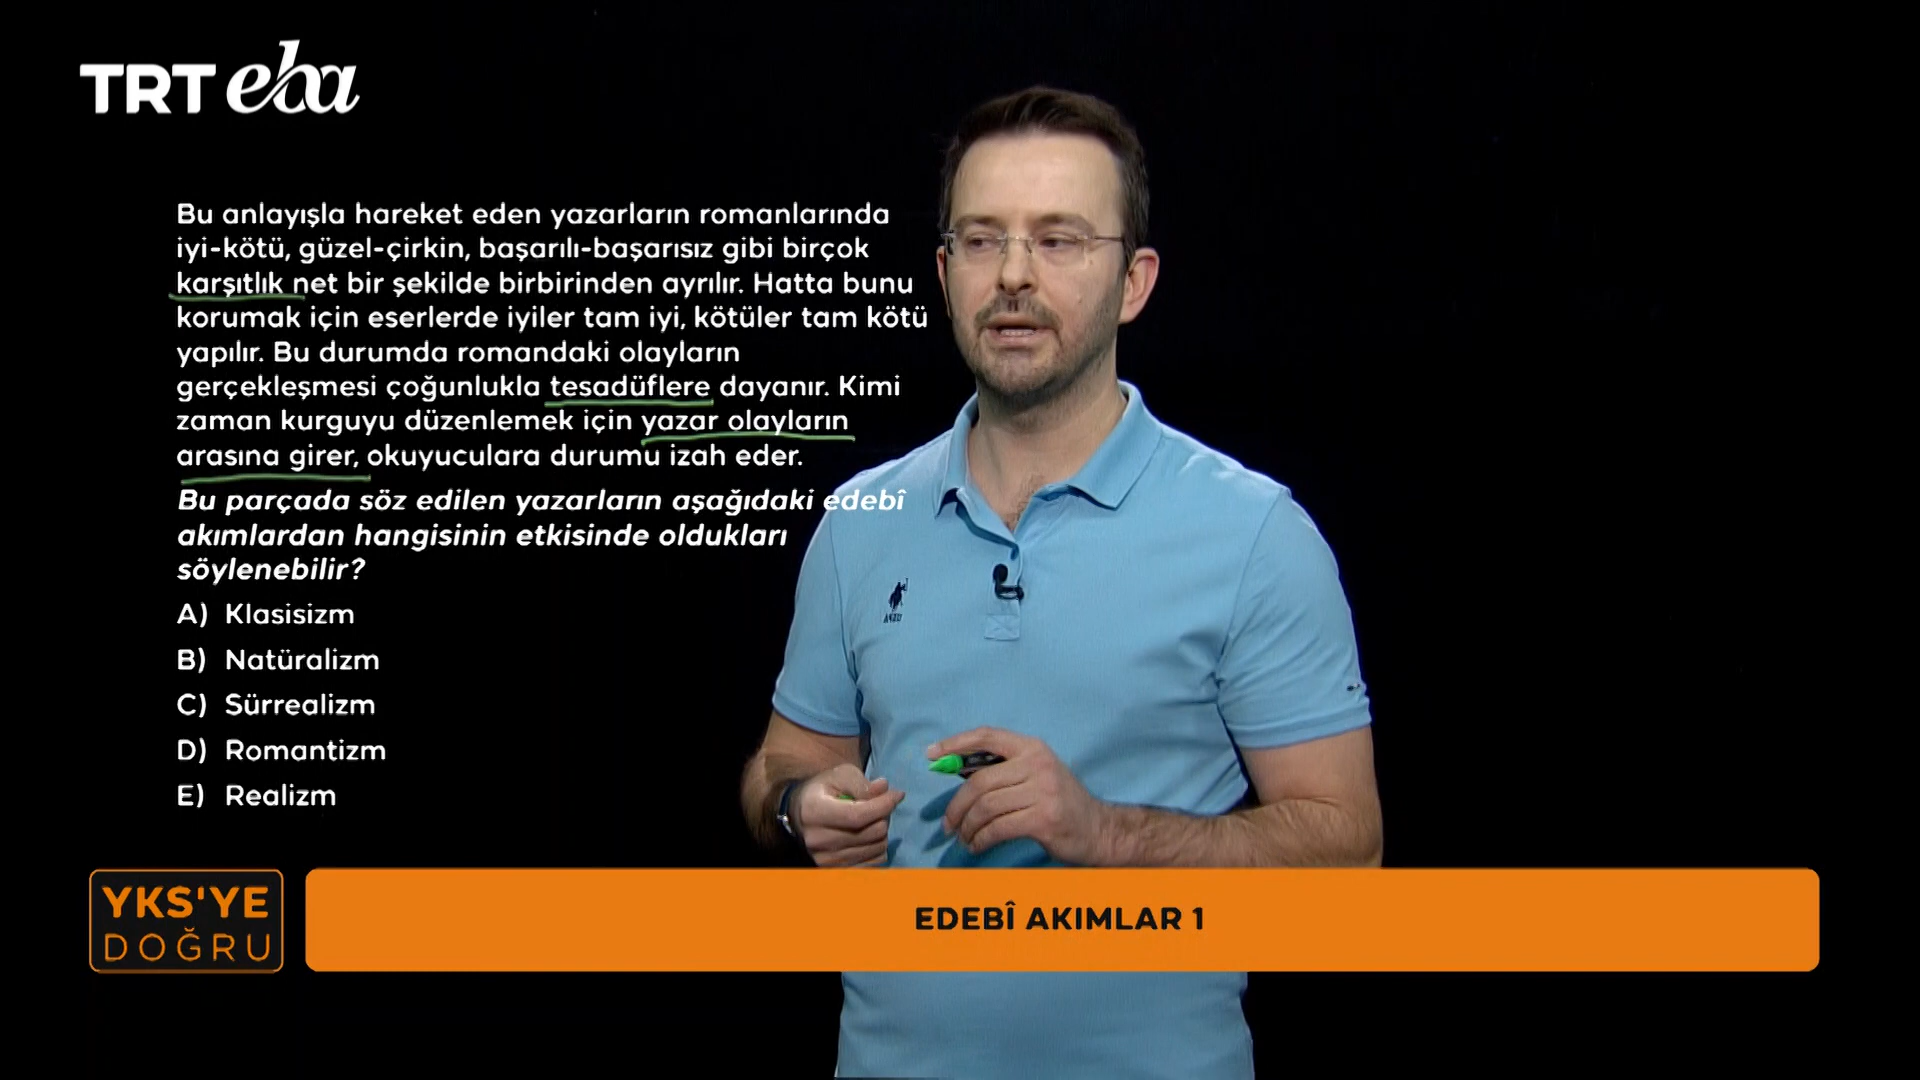 TRT eba
Bu anlayışla hareket eden yazarların romanlarında
iyi-kötü, güzel-çirkin, başarılı-başarısız gibi birçok
karşıtlık net bir şekilde birbirinden ayrılır. Hatta bunu
korumak için eserlerde iyiler tam iyi, kötüler tam kötü
yapılır. Bu durumda romandaki olayların
gerçekleşmesi çoğunlukla tesadüflere dayanır. Kimi
zaman kurguyu düzenlemek için yazar olayların
arasına girer, okuyuculara durumu izah eder.
Bu parçada söz edilen yazarların aşağıdaki edebî
akımlardan hangisinin etkisinde oldukları
söylenebilir?
A) Klasisizm
B) Natüralizm
C) Sürrealizm
D) Romantizm
E) Realizm
YKS'YE
DOĞRU
EDEBÎ AKIMLAR 1